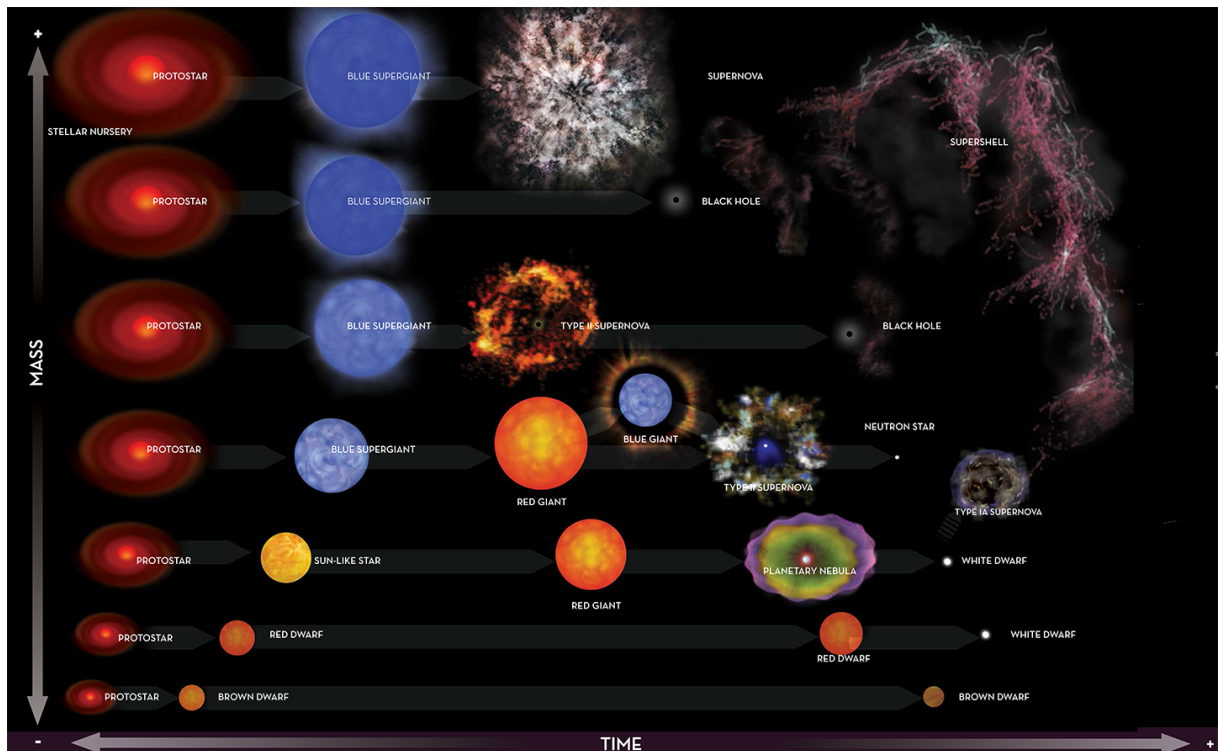 +
PROTOSTAR
BLUE SUPERGIANT
SUPERNOVA
STELLAR NURSERY
SUPERSHELL
PROTOSTAR
BLUE SUPERGIANT
BLACK HOLE
PROTOSTAR
BLUE SUPERGIANT
TYPE II SUPERNOVA
BLACK HOLE
MASS
PROTOSTAR
BLUE SUPERGIANT
RED GIANT
BLUE GIANT
TYPE II SUPERNOVA
NEUTRON STAR
TYPE IA SUPERNOVA
PROTOSTAR
SUN-LIKE STAR
RED GIANT
PLANETARY NEBULA
WHITE DWARF
PROTOSTAR
RED DWARF
RED DWARF
WHITE DWARF
PROTOSTAR
BROWN DWARF
BROWN DWARF
-
TIME
+